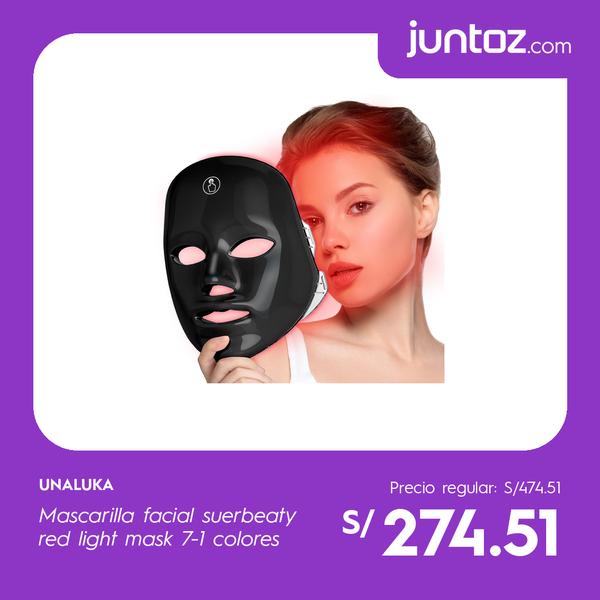 juntoz.com
UNALUKA
Mascarilla facial suerbeaty
red light mask 7-1 colores
Precio regular: S/474.51
S/ 274.51